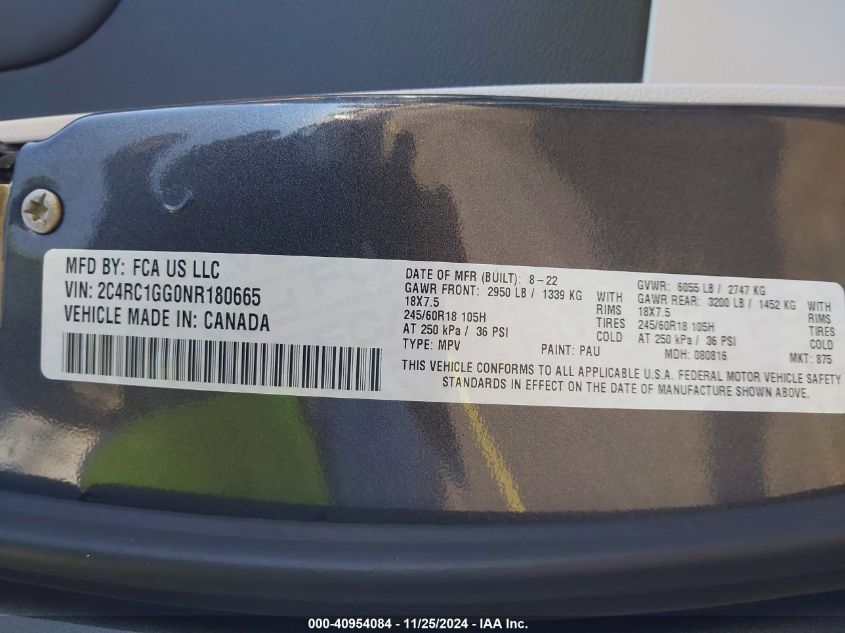 MFD BY: FCA US LLC
VIN: 2C4RC1GG0NR180665
VEHICLE MADE IN: CANADA
DATE OF MFR (BUILT): 8-22 GVWR: 6055 LB / 2747 KG
GAWR FRONT: 2950 LB / 1339 KG WITH GAWR REAR: 3200 LB / 1452 KG WITH
18X7.5 RIMS 18X7.5 RIMS
245/60R18 105H TIRES 245/60R18 105H TIRES
AT 250 kPa / 36 PSI COLD AT 250 kPa / 36 PSI COLD
TYPE: MPV PAINT: PAU MDH: 080816 MKT: 875
THIS VEHICLE CONFORMS TO ALL APPLICABLE U.S.A. FEDERAL MOTOR VEHICLE SAFETY
STANDARDS IN EFFECT ON THE DATE OF MANUFACTURE SHOWN ABOVE.
000-40954084 - 11/25/2024 - IAA Inc.